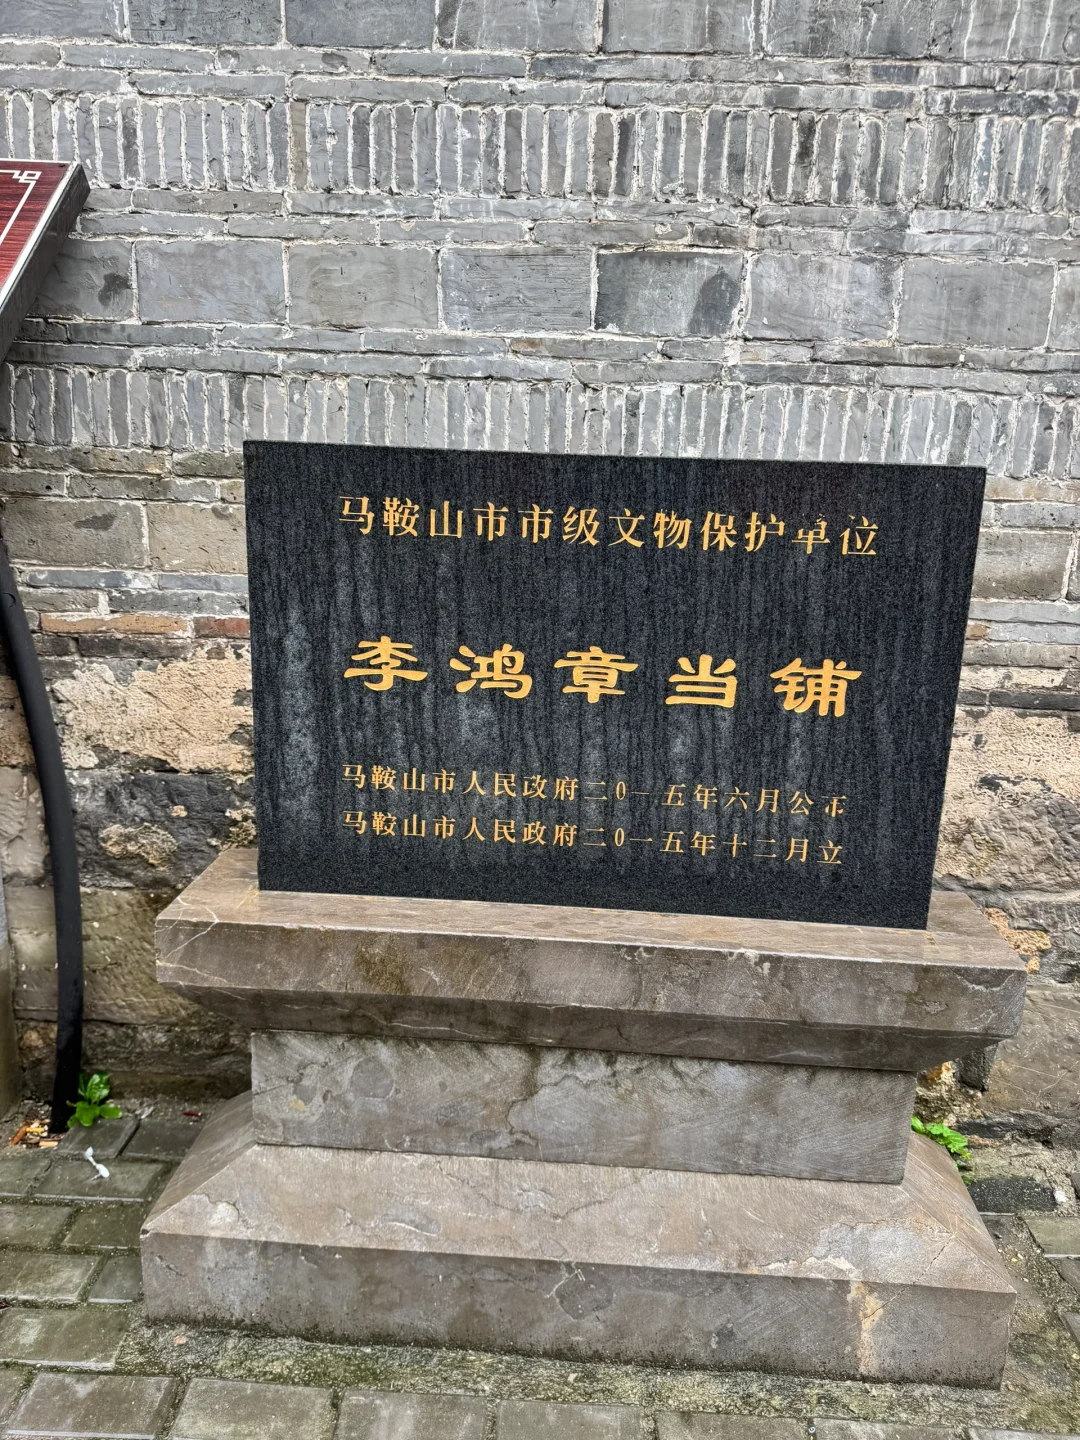 马鞍山市市级文物保护单位
李鸿章当铺
马鞍山市人民政府二0一五年六月公布
马鞍山市人民政府二0一五年十二月立